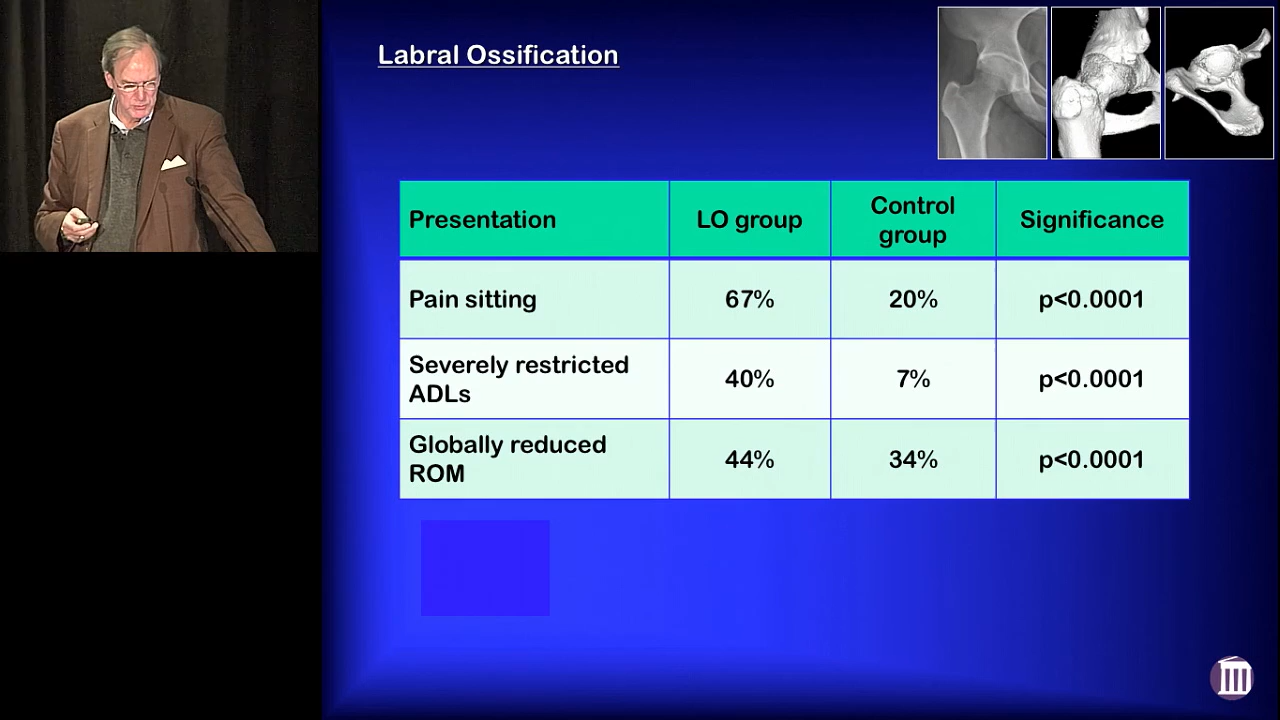 Labral Ossification
Presentation LO group Control group Significance
Pain sitting 67% 20% p<0.0001
Severely restricted ADLs 40% 7% p<0.0001
Globally reduced ROM 44% 34% p<0.0001